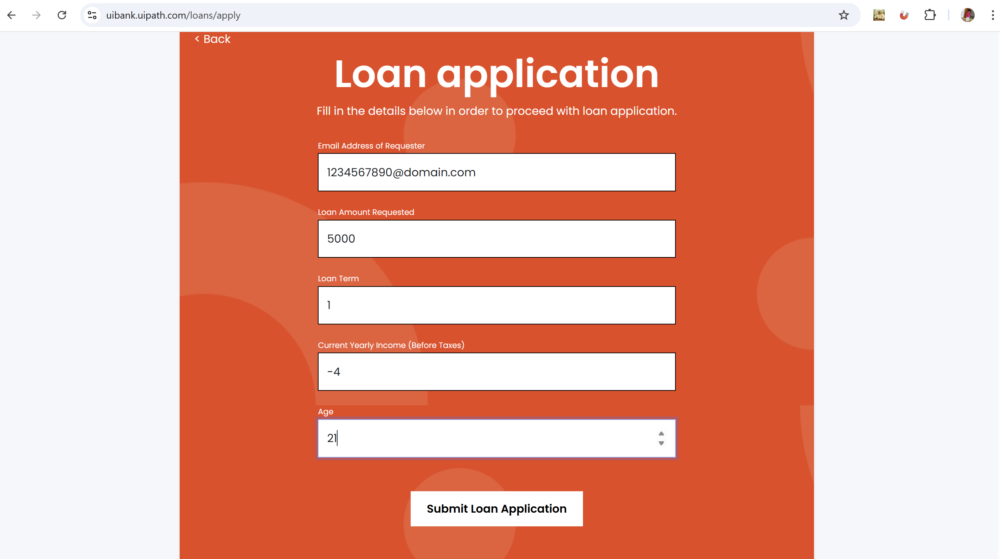 uibank.uipath.com/loans/apply
< Back
Loan application
Fill in the details below in order to proceed with loan application.
Email Address of Requester
1234567890@domain.com
Loan Amount Requested
5000
Loan Term
1
Current Yearly Income (Before Taxes)
-4
Age
21
Submit Loan Application